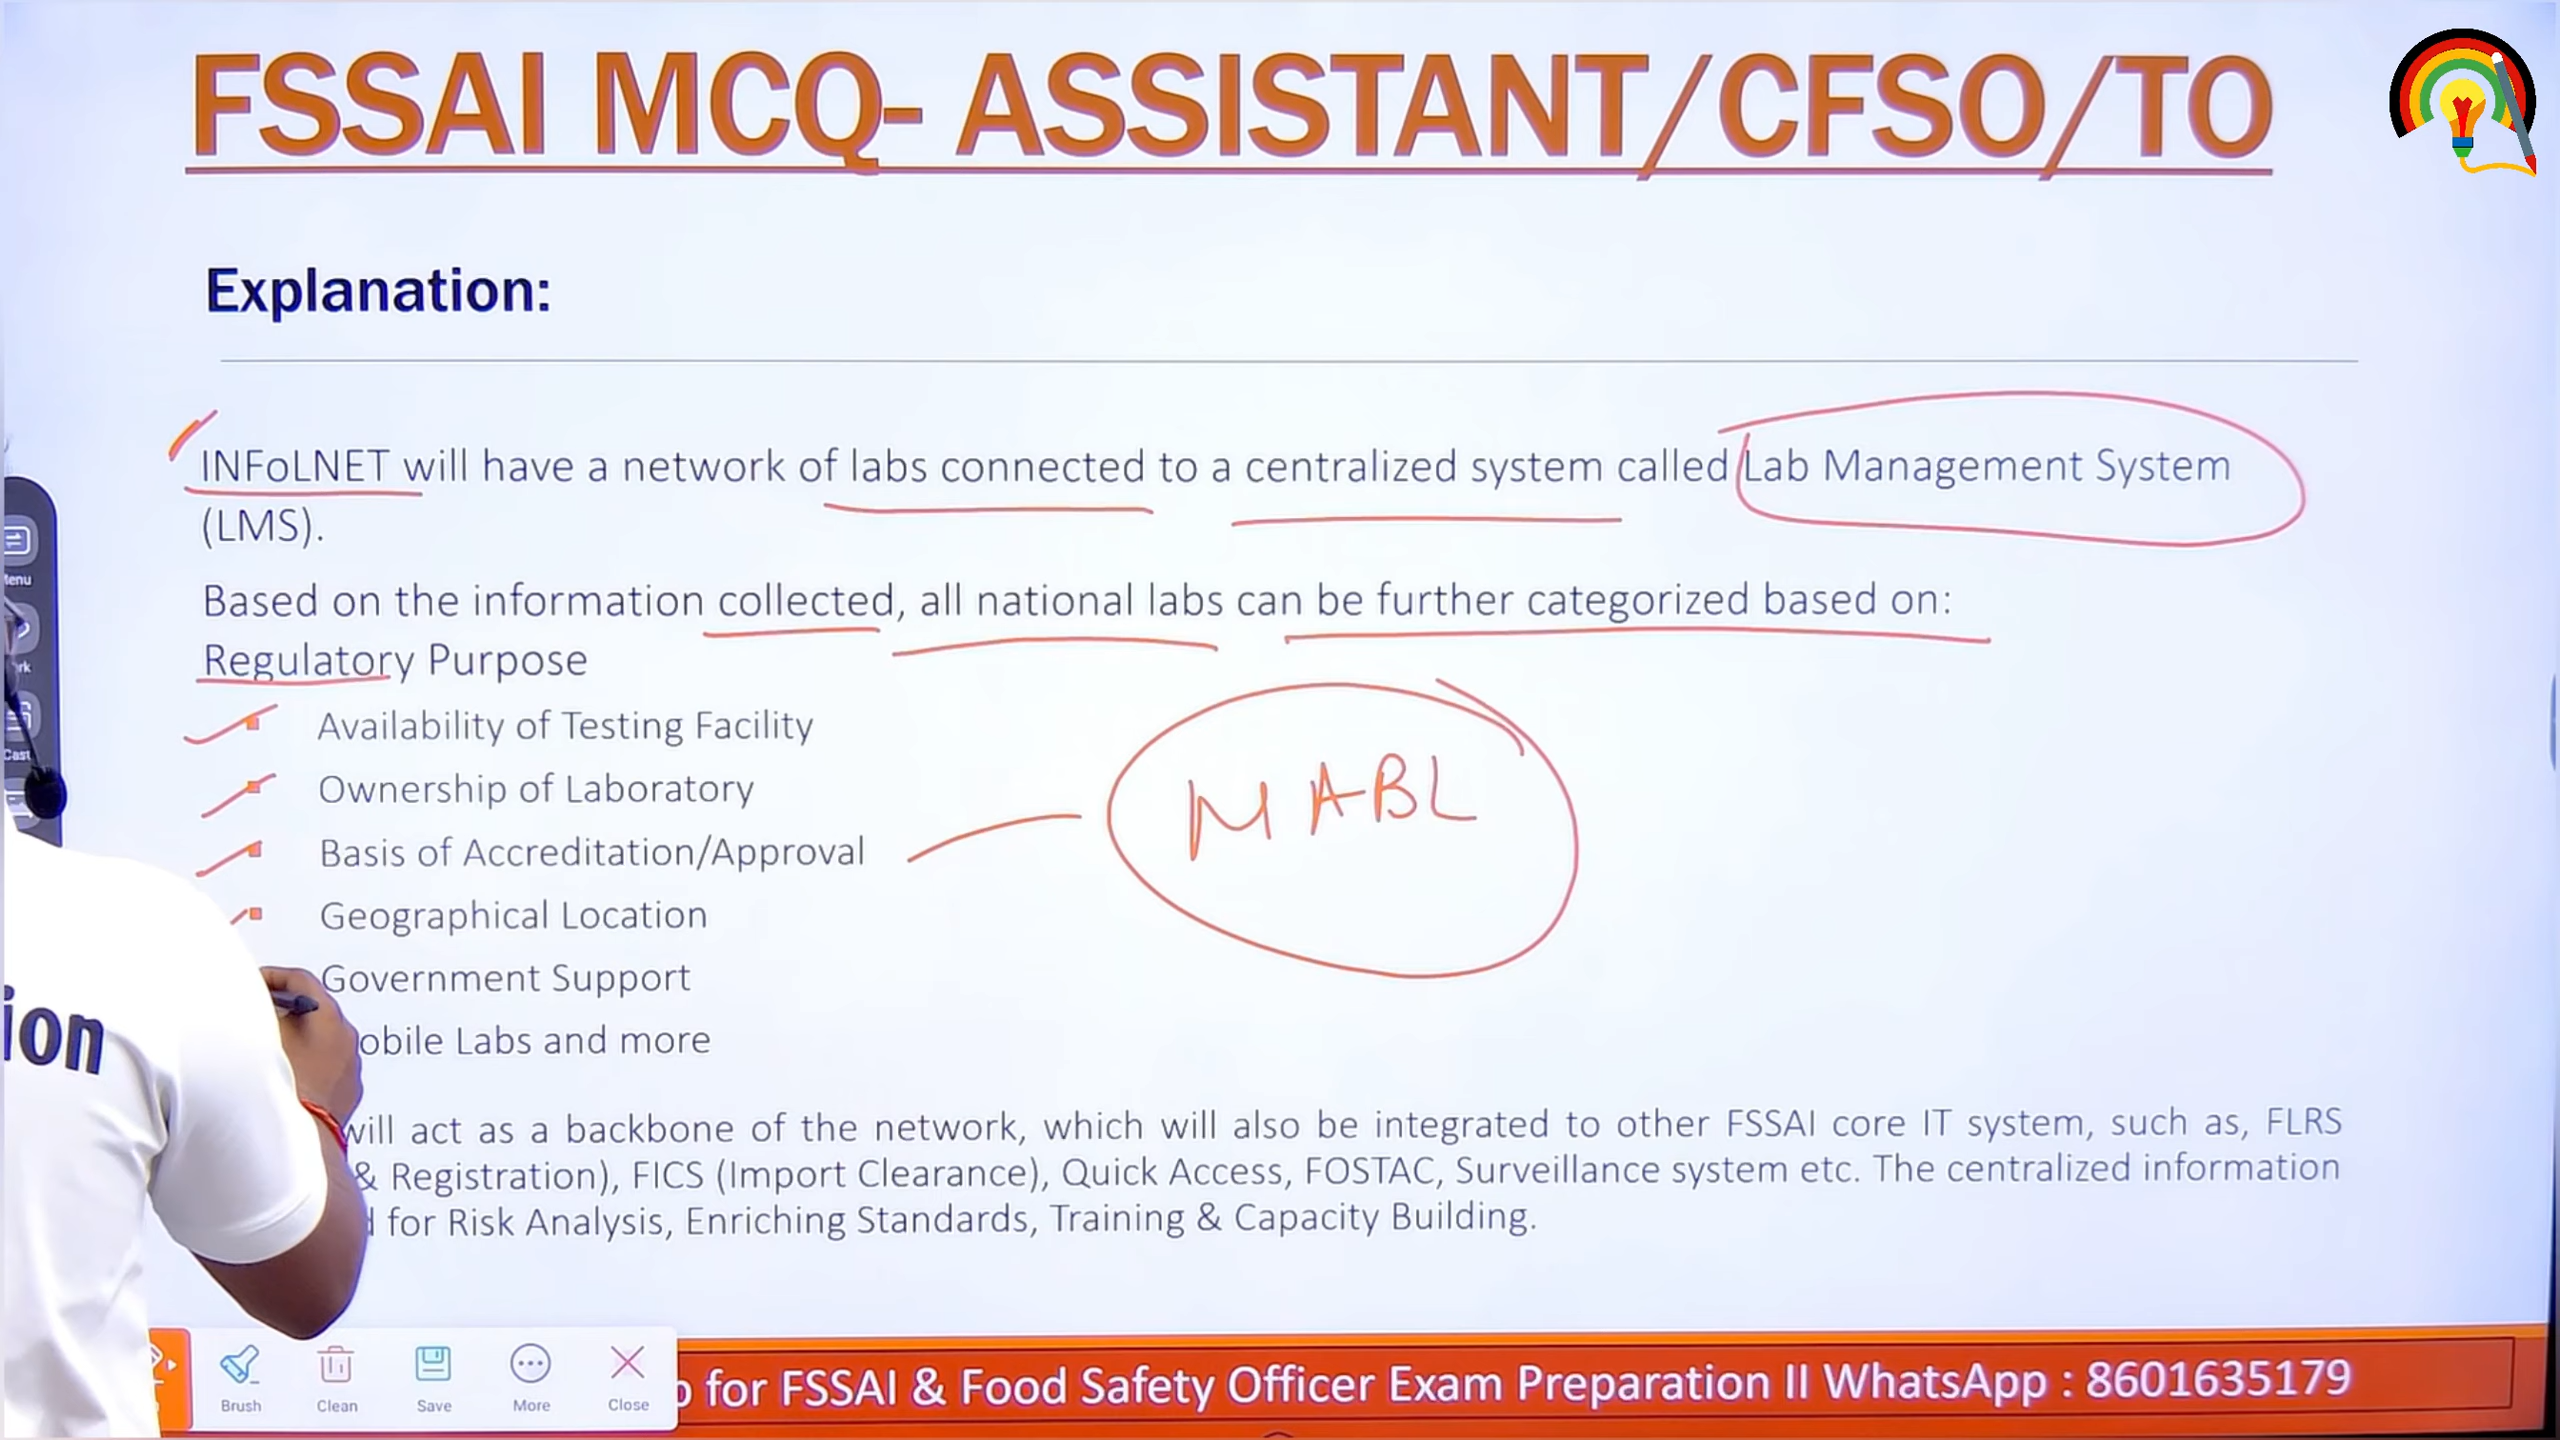 FSSAI MCQ- ASSISTANT/CFSO/TO
Explanation:
INFoLNET will have a network of labs connected to a centralized system called Lab Management System
(LMS).
Based on the information collected, all national labs can be further categorized based on:
Regulatory Purpose
Availability of Testing Facility
Ownership of Laboratory
Basis of Accreditation/Approval
NABL
Geographical Location
Government Support
obile Labs and more
will act as a backbone of the network, which will also be integrated to other FSSAI core IT system, such as, FLRS
& Registration), FICS (Import Clearance), Quick Access, FOSTAC, Surveillance system etc. The centralized information
for Risk Analysis, Enriching Standards, Training & Capacity Building.
ion
enu
rk
Cast
Brush Clean Save More Close
for FSSAI & Food Safety Officer Exam Preparation II WhatsApp : 8601635179